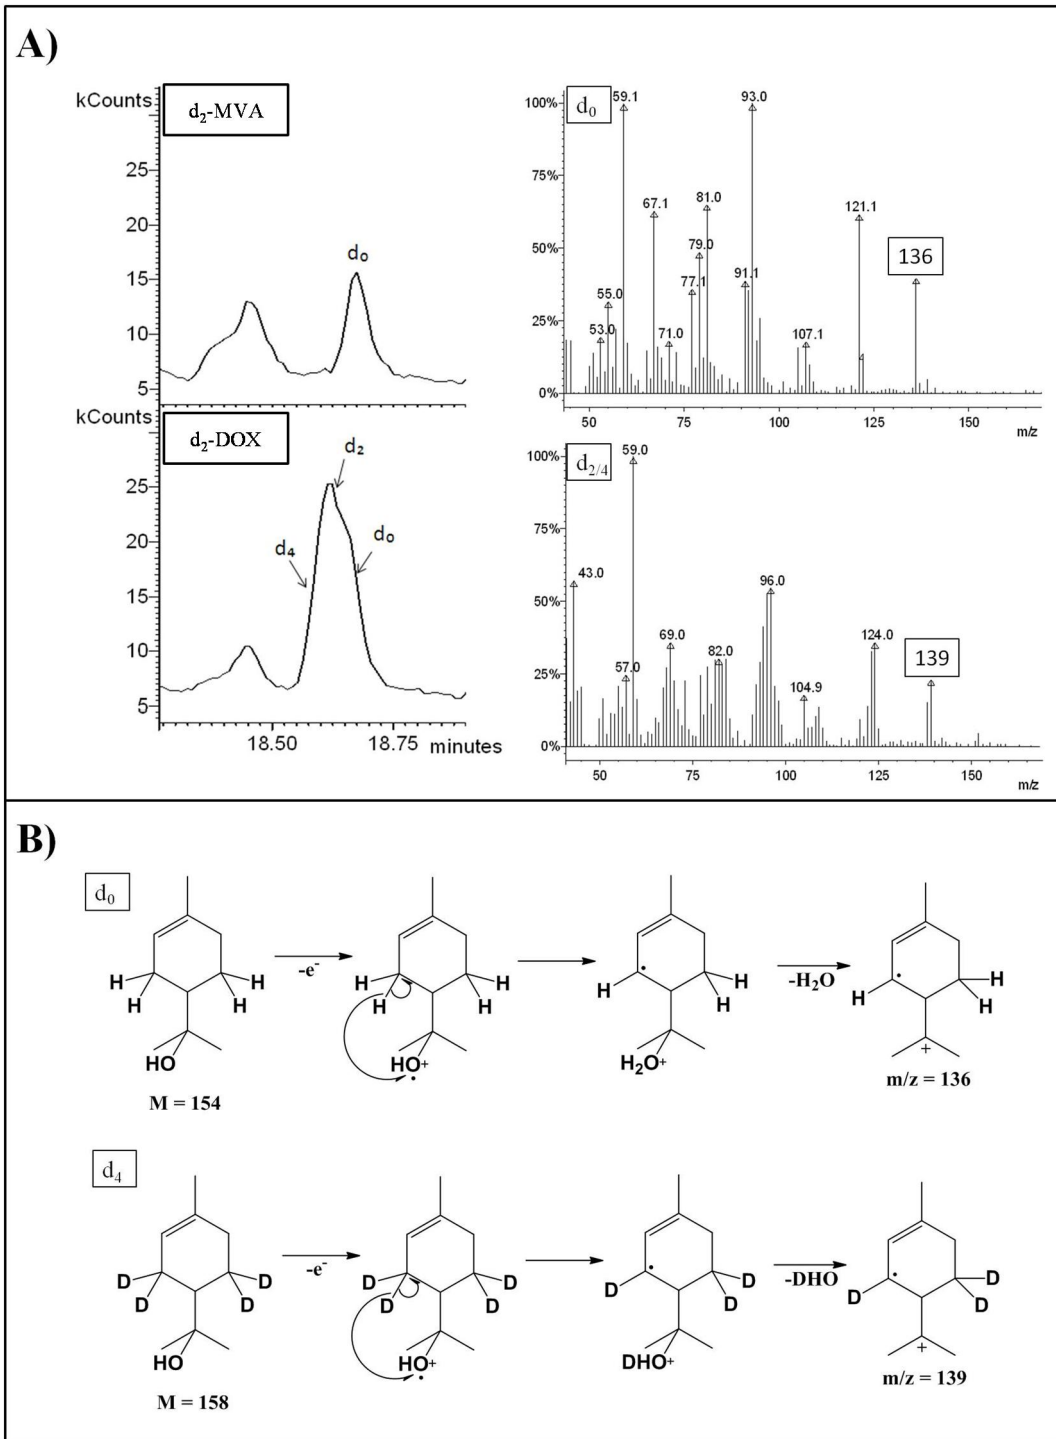 A)
kCounts
d2-MVA
25
20
15
10
5
d0
100%
75%
50%
25%
0%
d0
59.1
93.0
67.1
81.0
79.0
121.1
77.1
91.1
136
55.0
53.0
71.0
107.1
50
75
100
125
150
m/z
kCounts
d2-DOX
25
20
15
10
5
d2
d4
d0
18.50
18.75
minutes
100%
75%
50%
25%
0%
d2/4
59.0
43.0
96.0
69.0
57.0
82.0
124.0
104.9
139
50
75
100
125
150
m/z
B)
d0
H
H
H
H
HO
M = 154
-e-
H
H
H
H
HO+
H
H
H
H2O+
-H2O
H
H
H
+
m/z = 136
d4
D
D
D
D
HO
M = 158
-e-
D
D
D
D
HO+
D
D
D
DHO+
-DHO
D
D
D
+
m/z = 139